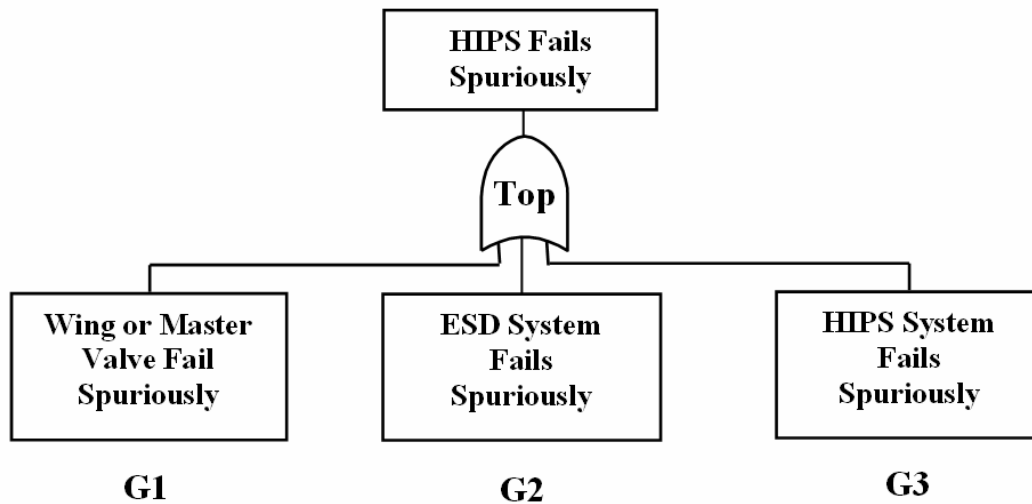 HIPS Fails
Spuriously
Top
Wing or Master
Valve Fail
Spuriously
ESD System
Fails
Spuriously
HIPS System
Fails
Spuriously
G1
G2
G3